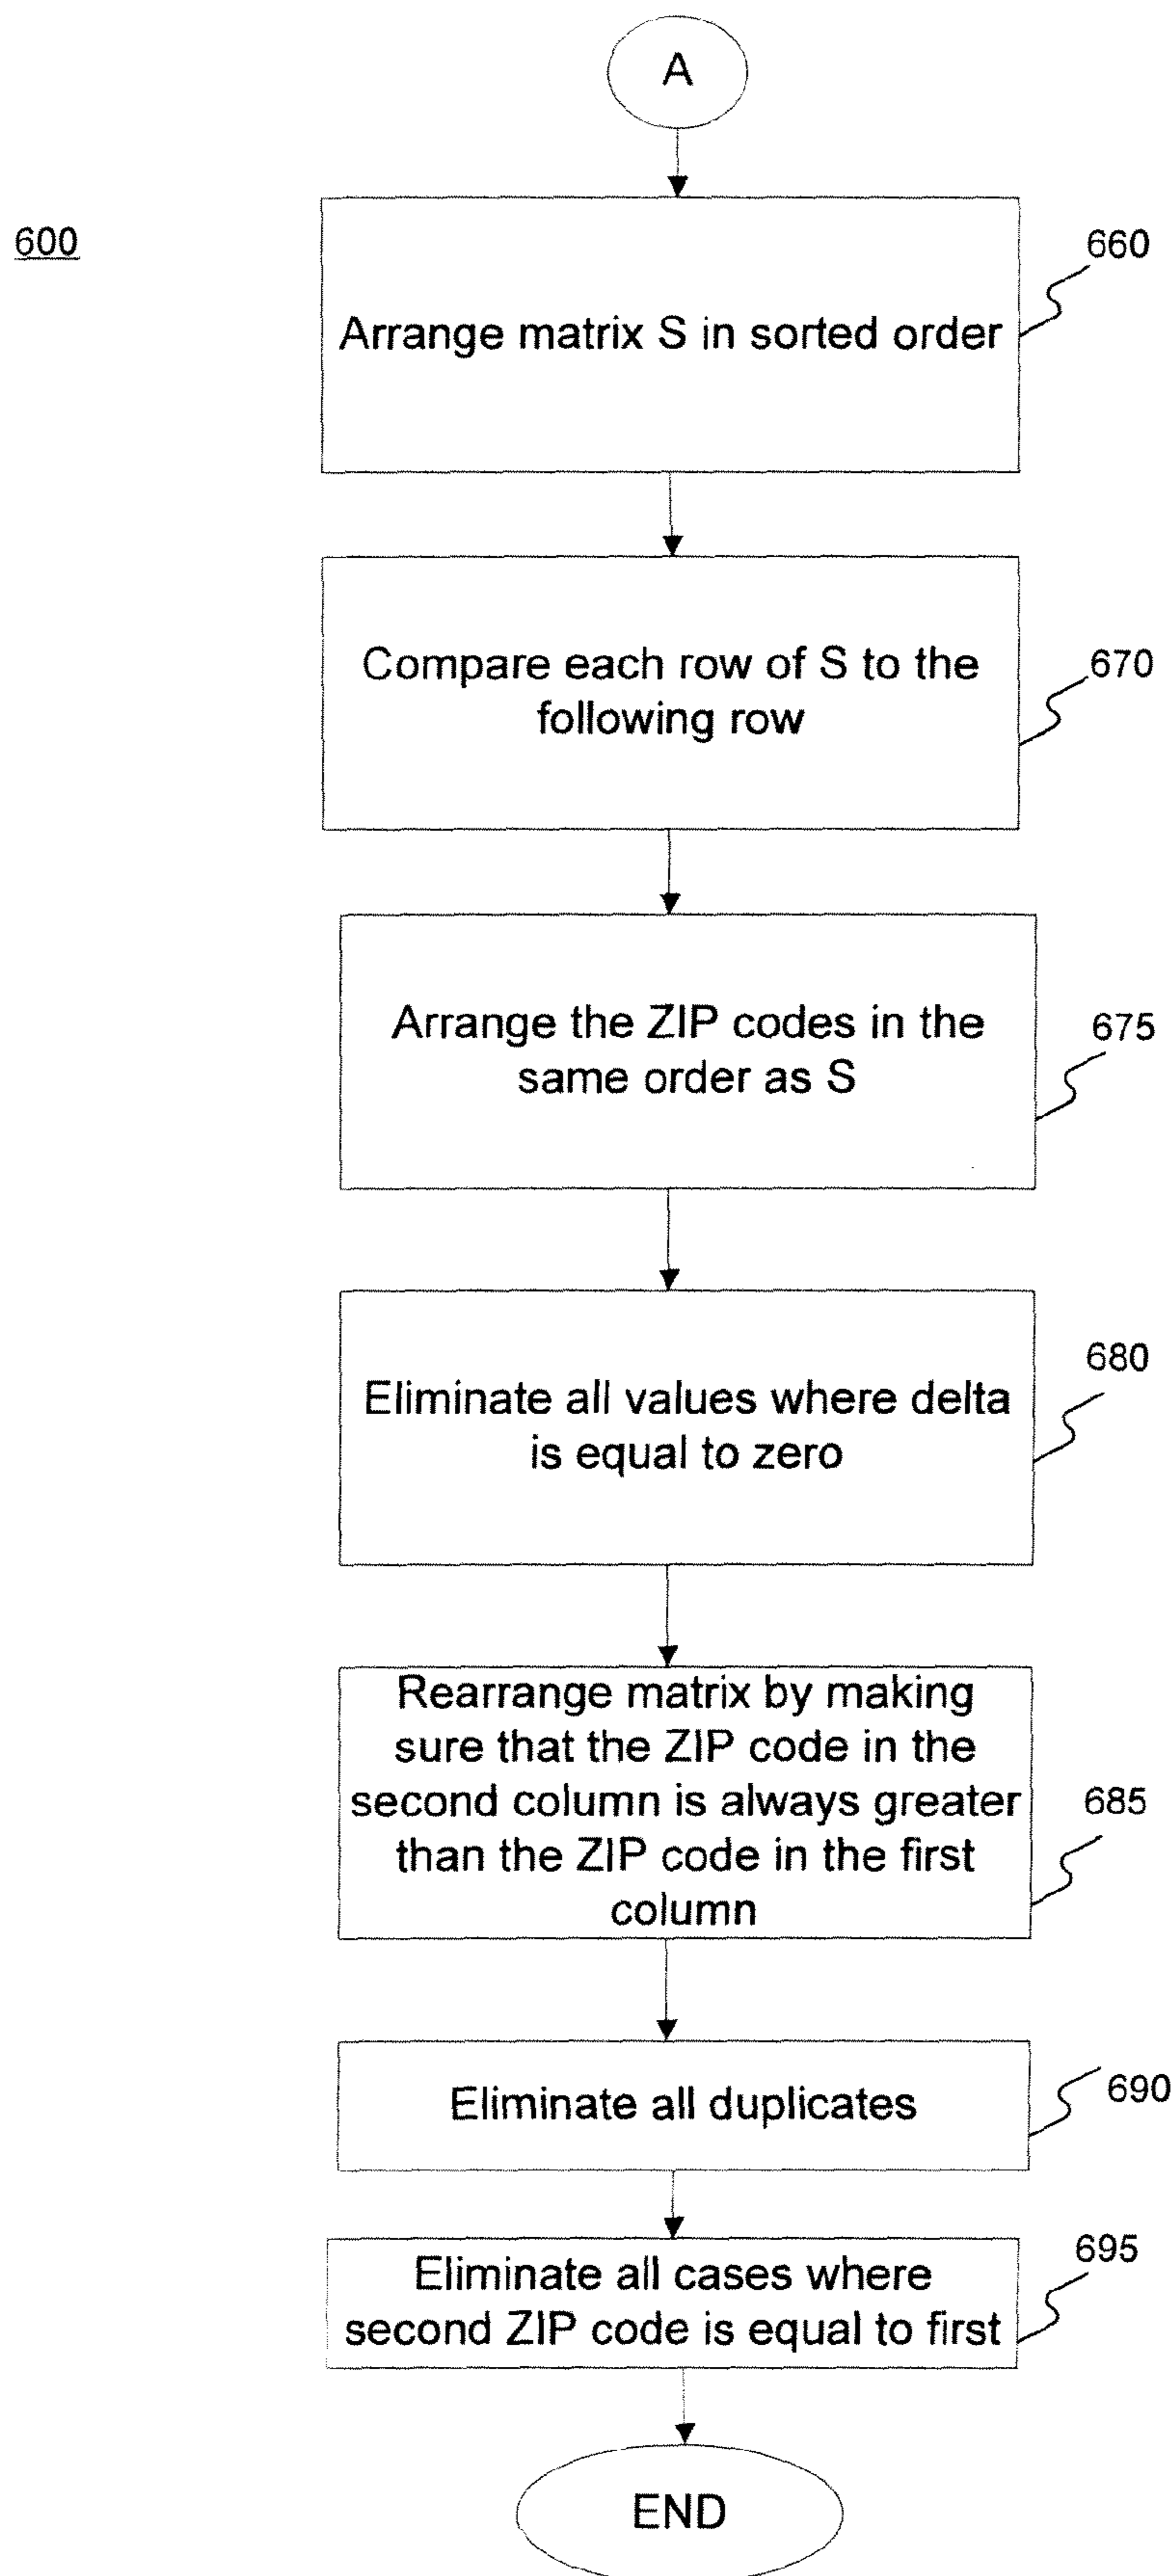 A
600
660
Arrange matrix S in sorted order
Compare each row of S to the
following row
670
Arrange the ZIP codes in the
same order as S
675
Eliminate all values where delta
is equal to zero
680
Rearrange matrix by making
sure that the ZIP code in the
second column is always greater
than the ZIP code in the first
column
685
Eliminate all duplicates
690
Eliminate all cases where
second ZIP code is equal to first
695
END